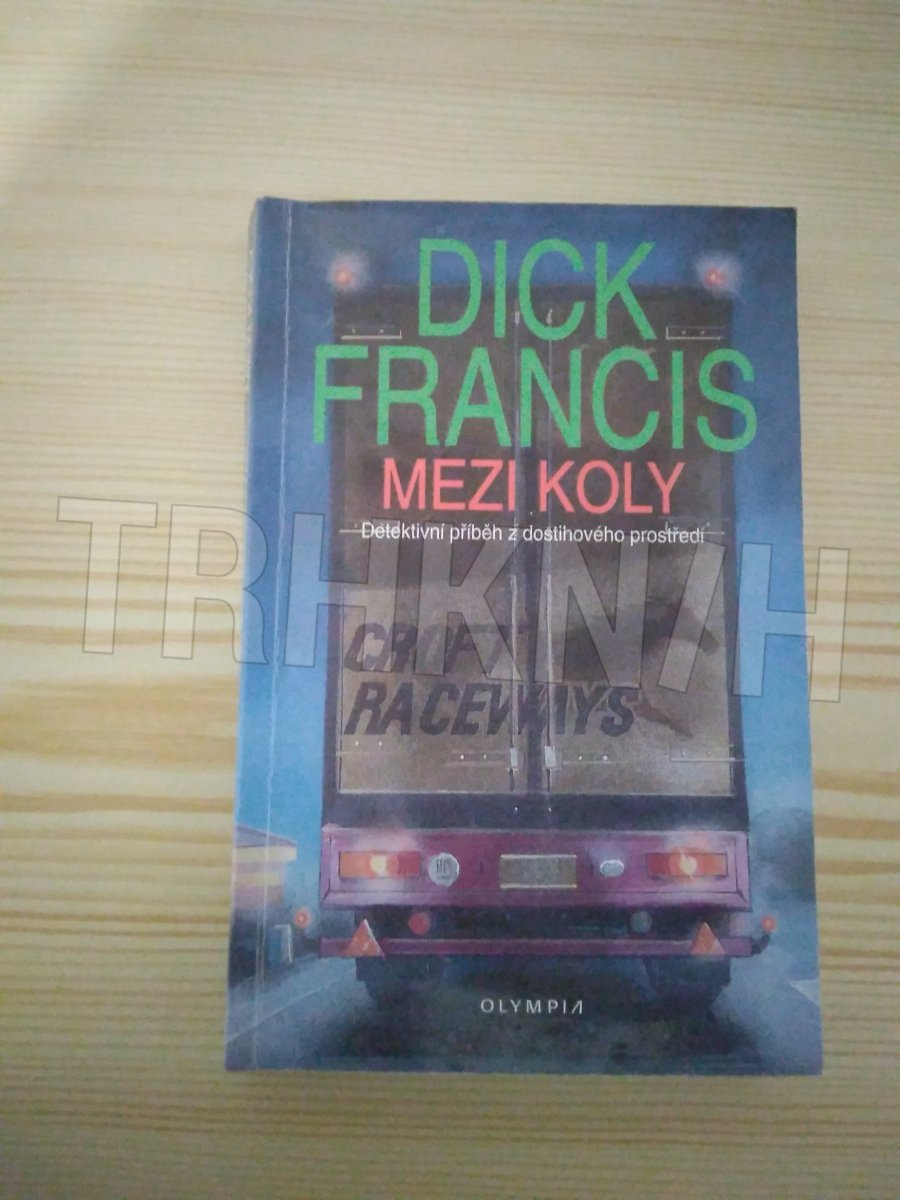 DICK
FRANCIS
MEZI KOLY
Detektivní příběh z dostihového prostředí
TRHKNIH
CROFT
RACEWAYS
OLYMPIA